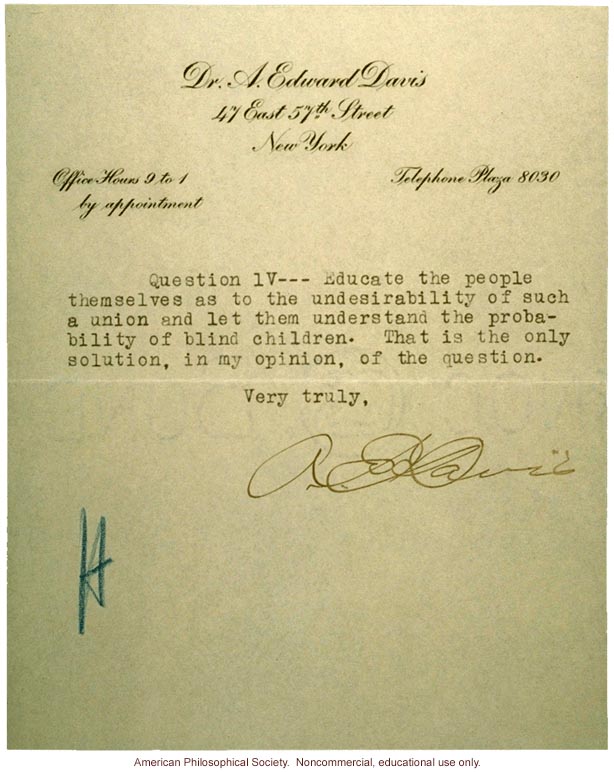 Dr. A. Edward Davis
47 East 57th Street
New York
Office Hours 9 to 1
by appointment
Telephone Plaza 8030
Question 1V--- Educate the people
themselves as to the undesirability of such
a union and let them understand the proba-
bility of blind children. That is the only
solution, in my opinion, of the question.
Very truly,
A. E. Davis
H
American Philosophical Society. Noncommercial, educational use only.